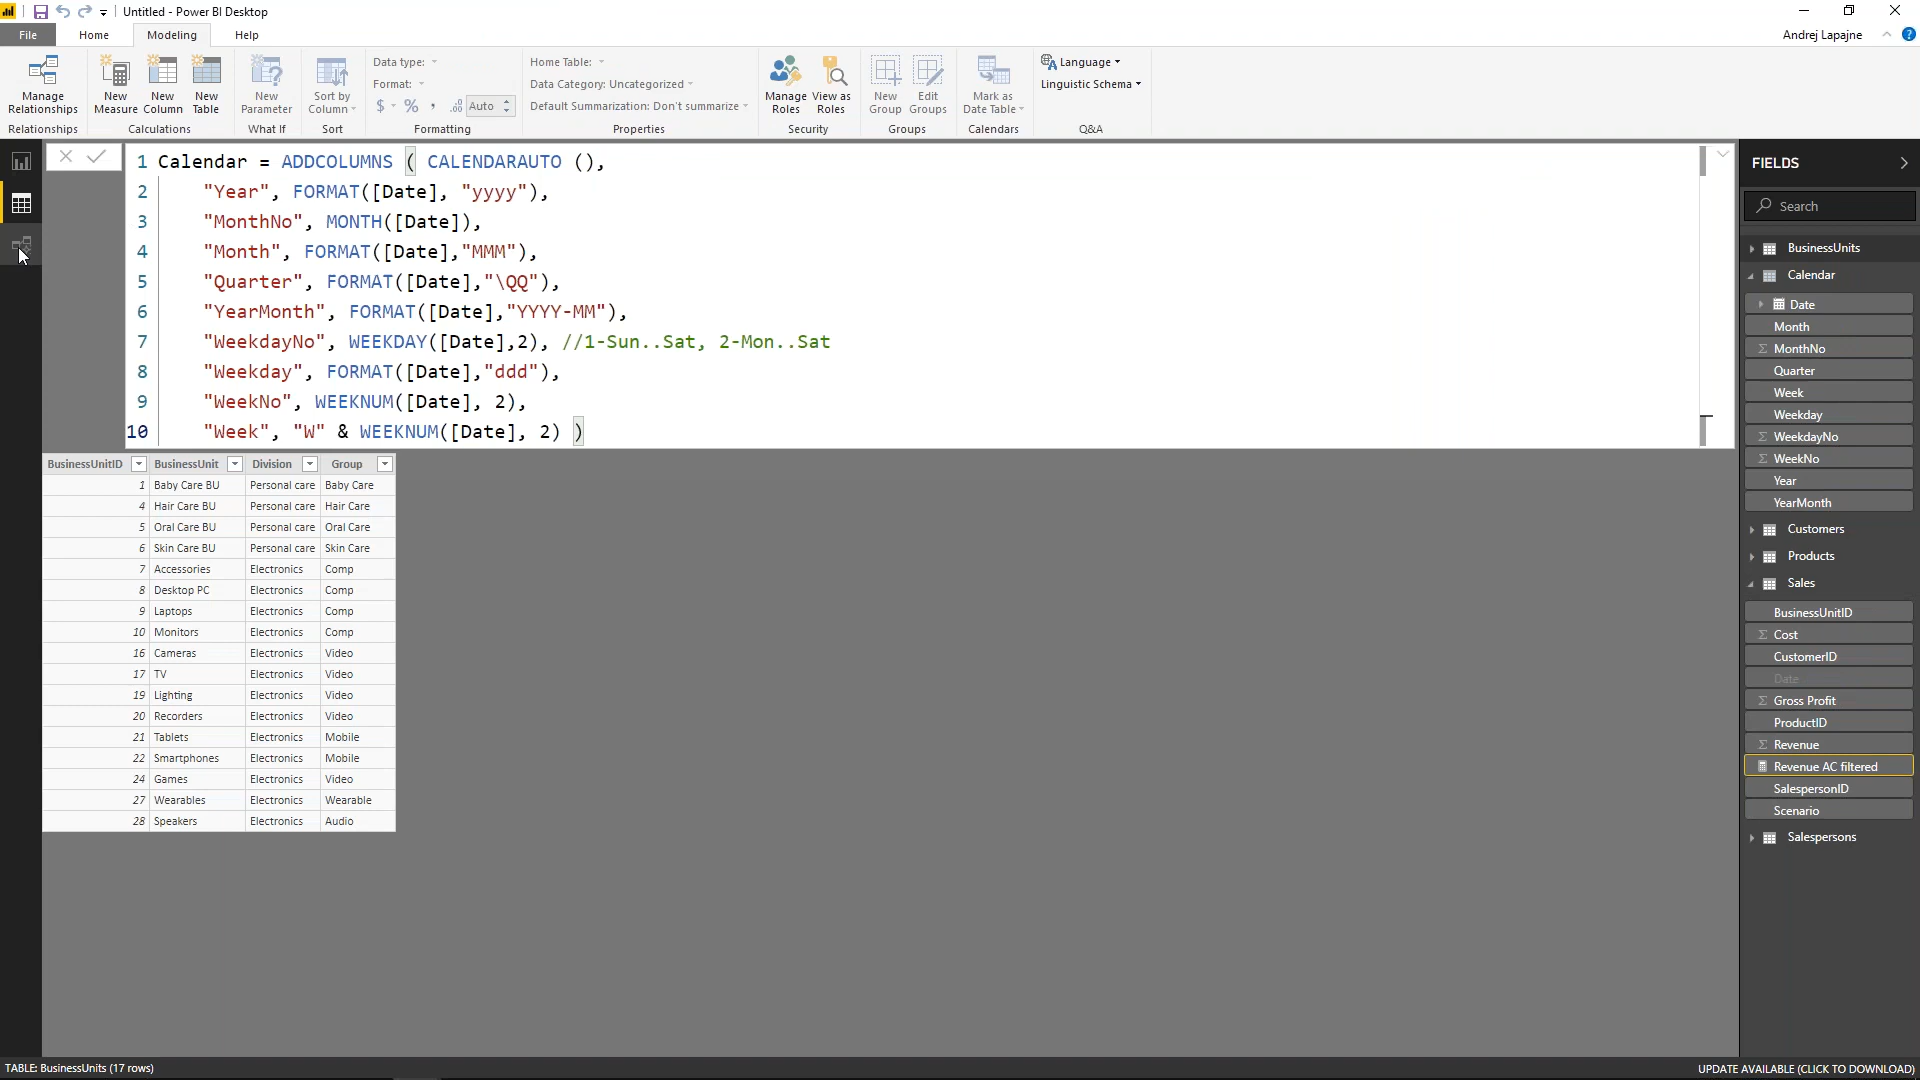 Untitled - Power BI Desktop
File Home Modeling Help Andrej Lapajne ?
Manage Relationships
New Measure
New Column
New Table
New Parameter
Sort by Column
Data type:
Format:
$ % , .00 Auto
Home Table:
Data Category: Uncategorized
Default Summarization: Don't summarize
Manage Roles
View as Roles
New Group
Edit Groups
Mark as Date Table
Language
Linguistic Schema
Relationships Calculations What If Sort Formatting Properties Security Groups Calendars Q&A
1 Calendar = ADDCOLUMNS ( CALENDARAUTO (),
2 "Year", FORMAT([Date], "yyyy"),
3 "MonthNo", MONTH([Date]),
4 "Month", FORMAT([Date],"MMM"),
5 "Quarter", FORMAT([Date],"\QQ"),
6 "YearMonth", FORMAT([Date],"YYYY-MM"),
7 "WeekdayNo", WEEKDAY([Date],2), //1-Sun..Sat, 2-Mon..Sat
8 "Weekday", FORMAT([Date],"ddd"),
9 "WeekNo", WEEKNUM([Date], 2),
10 "Week", "W" & WEEKNUM([Date], 2) )
BusinessUnitID BusinessUnit Division Group
1 Baby Care BU Personal care Baby Care
4 Hair Care BU Personal care Hair Care
5 Oral Care BU Personal care Oral Care
6 Skin Care BU Personal care Skin Care
7 Accessories Electronics Comp
8 Desktop PC Electronics Comp
9 Laptops Electronics Comp
10 Monitors Electronics Comp
16 Cameras Electronics Video
17 TV Electronics Video
19 Lighting Electronics Video
20 Recorders Electronics Video
21 Tablets Electronics Mobile
22 Smartphones Electronics Mobile
24 Games Electronics Video
27 Wearables Electronics Wearable
28 Speakers Electronics Audio
FIELDS
Search
BusinessUnits
Calendar
Date
Month
Σ MonthNo
Quarter
Week
Weekday
Σ WeekdayNo
Σ WeekNo
Year
YearMonth
Customers
Products
Sales
BusinessUnitID
Σ Cost
CustomerID
Date
Σ Gross Profit
ProductID
Σ Revenue
Revenue AC filtered
SalespersonID
Scenario
Salespersons
TABLE: BusinessUnits (17 rows)
UPDATE AVAILABLE (CLICK TO DOWNLOAD)